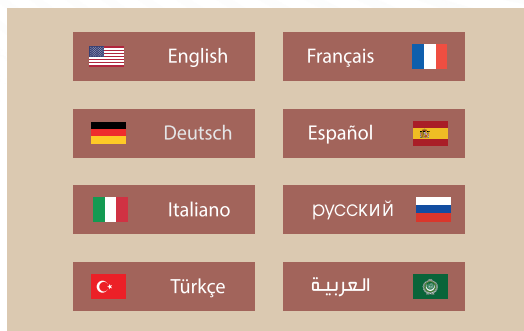 English
Français
Deutsch
Español
Italiano
русский
Türkçe
العربية